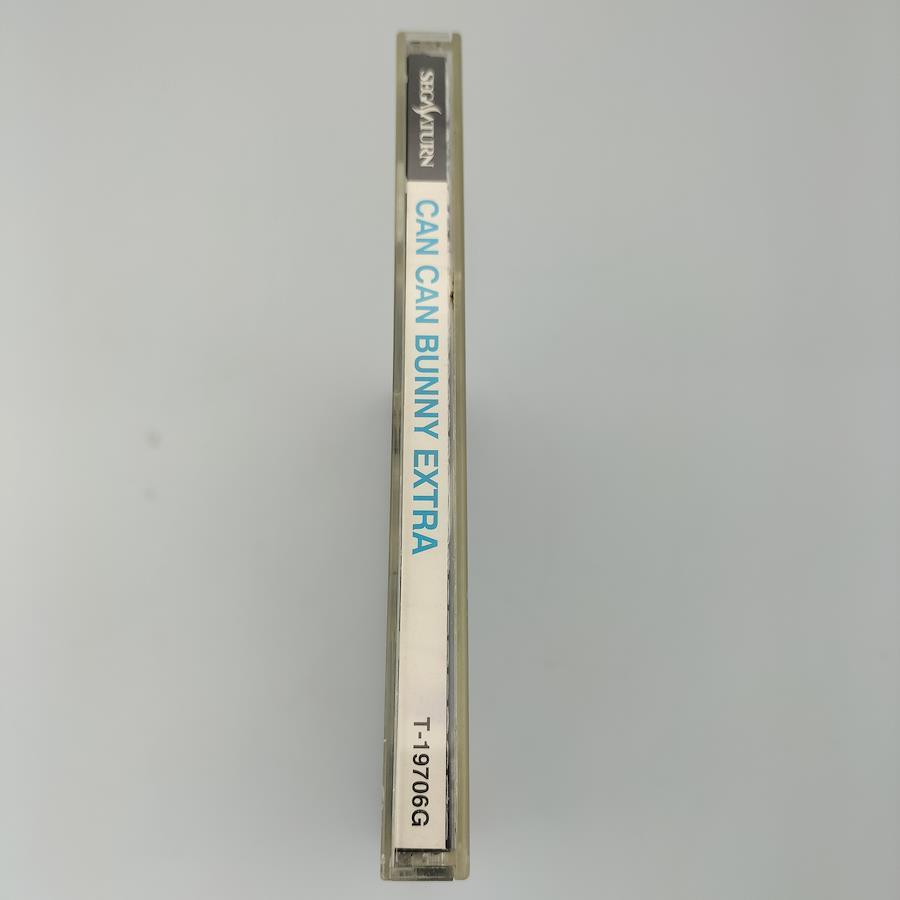 SEGA SATURN
CAN CAN BUNNY EXTRA
T-19706G